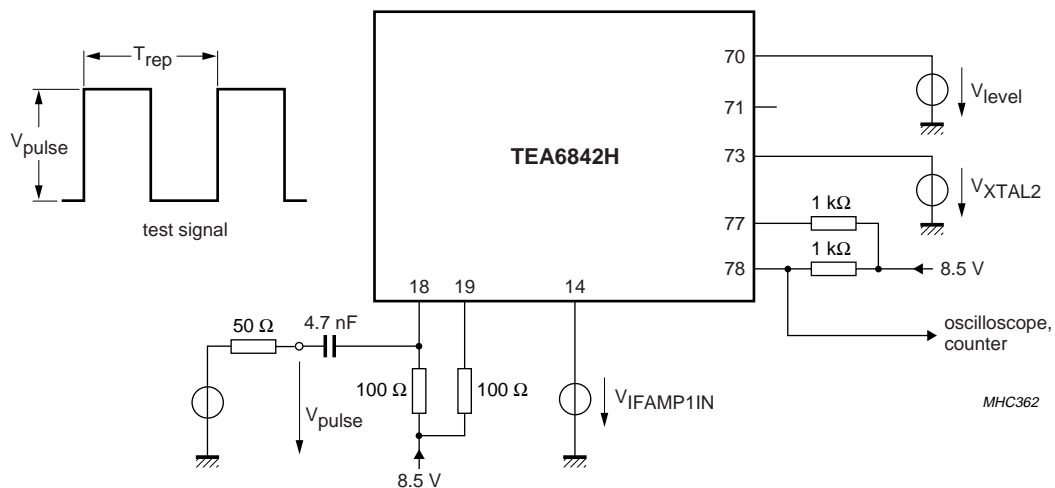 T_rep
V_pulse
test signal
TEA6842H
70
V_level
71
73
V_XTAL2
1 kΩ
77
1 kΩ
78
8.5 V
18
19
14
50 Ω
4.7 nF
oscilloscope,
counter
100 Ω
100 Ω
V_pulse
V_IFAMP1IN
MHC362
8.5 V